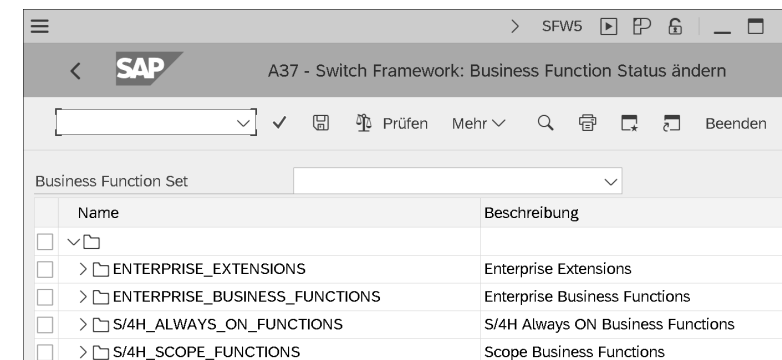 SFW5
SAP
A37 - Switch Framework: Business Function Status ändern
Prüfen Mehr Beenden
Business Function Set
Name Beschreibung
ENTERPRISE_EXTENSIONS Enterprise Extensions
ENTERPRISE_BUSINESS_FUNCTIONS Enterprise Business Functions
S/4H_ALWAYS_ON_FUNCTIONS S/4H Always ON Business Functions
S/4H_SCOPE_FUNCTIONS Scope Business Functions